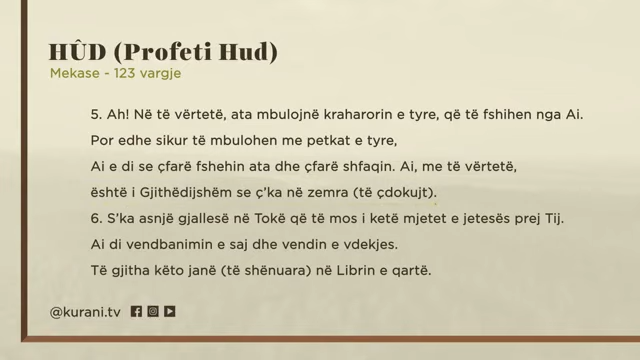 HÛD (Profeti Hud)
Mekase - 123 vargje
5. Ah! Në të vërtetë, ata mbulojnë kraharorin e tyre, që të fshihen nga Ai.
Por edhe sikur të mbulohen me petkat e tyre,
Ai e di se çfarë fshehin ata dhe çfarë shfaqin. Ai, me të vërtetë,
është i Gjithëdijshëm se ç’ka në zemra (të çdokujt).
6. S’ka asnjë gjallesë në Tokë që të mos i ketë mjetet e jetesës prej Tij.
Ai di vendbanimin e saj dhe vendin e vdekjes.
Të gjitha këto janë (të shënuara) në Librin e qartë.
@kurani.tv